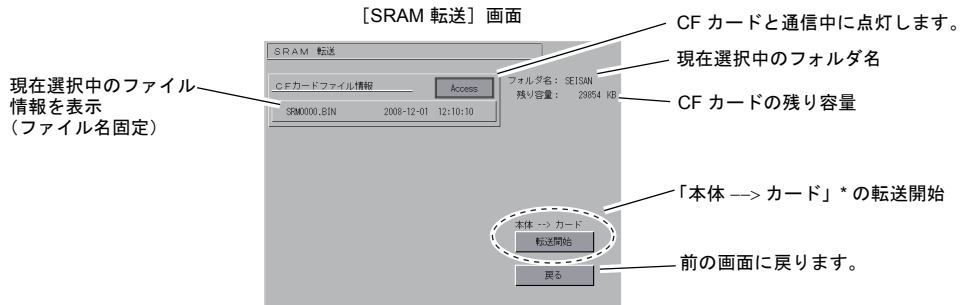 ［SRAM 転送］画面
CF カードと通信中に点灯します。
SRAM 転送
現在選択中のフォルダ名
現在選択中のファイル
情報を表示
（ファイル名固定）
CFカードファイル情報
Access
フォルダ名： SEISAN
残り容量： 29854 KB
CF カードの残り容量
SRM0000.BIN 2008-12-01 12:10:10
「本体 --> カード」* の転送開始
本体 --> カード
転送開始
前の画面に戻ります。
戻る